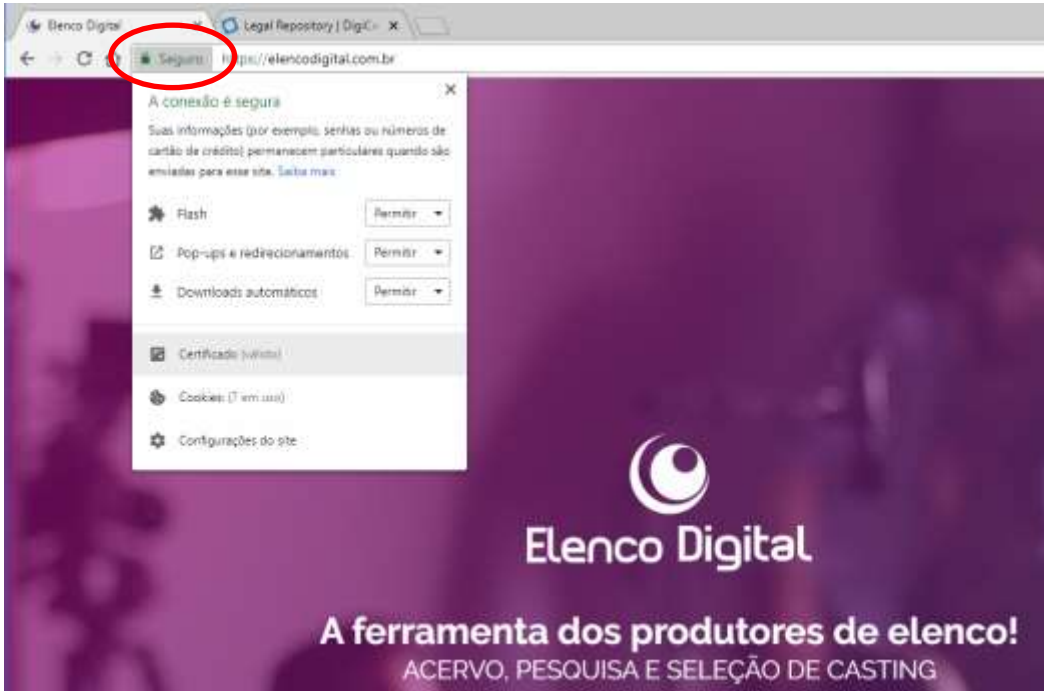 Elenco Digital
Legal Repository | DigiC
Seguro https://elencodigital.com.br
A conexão é segura
Suas informações (por exemplo, senhas ou números de
cartão de crédito) permanecem particulares quando são
enviadas para esse site. Saiba mais
Flash Permitir
Pop-ups e redirecionamentos Permitir
Downloads automáticos Permitir
Certificado (válido)
Cookies (7 em uso)
Configurações do site
Elenco Digital
A ferramenta dos produtores de elenco!
ACERVO, PESQUISA E SELEÇÃO DE CASTING